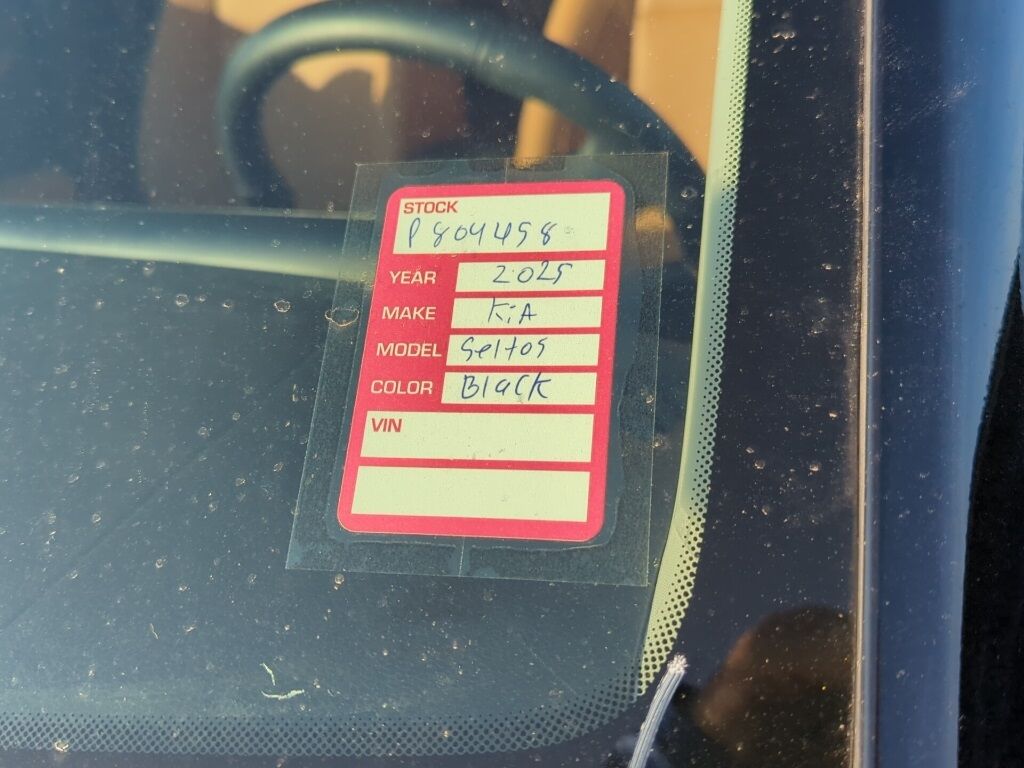 STOCK
P804458
YEAR 2025
MAKE KiA
MODEL Seltos
COLOR Black
VIN